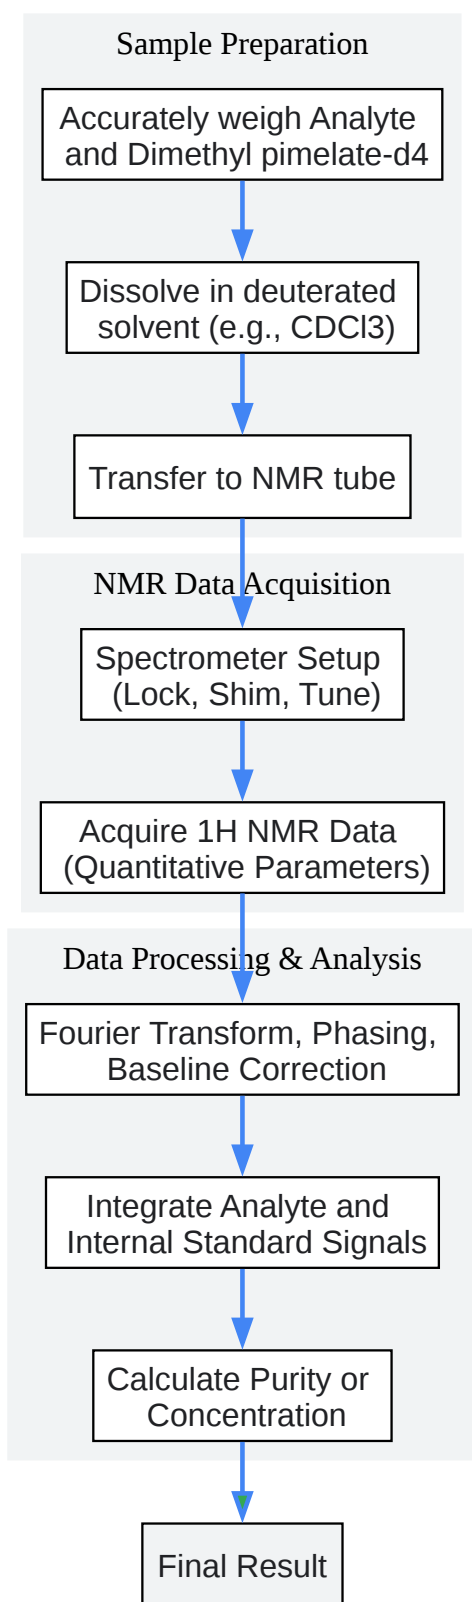 Sample Preparation
Accurately weigh Analyte
and Dimethyl pimelate-d4
Dissolve in deuterated
solvent (e.g., CDCl3)
Transfer to NMR tube
NMR Data Acquisition
Spectrometer Setup
(Lock, Shim, Tune)
Acquire 1H NMR Data
(Quantitative Parameters)
Data Processing & Analysis
Fourier Transform, Phasing,
Baseline Correction
Integrate Analyte and
Internal Standard Signals
Calculate Purity or
Concentration
Final Result